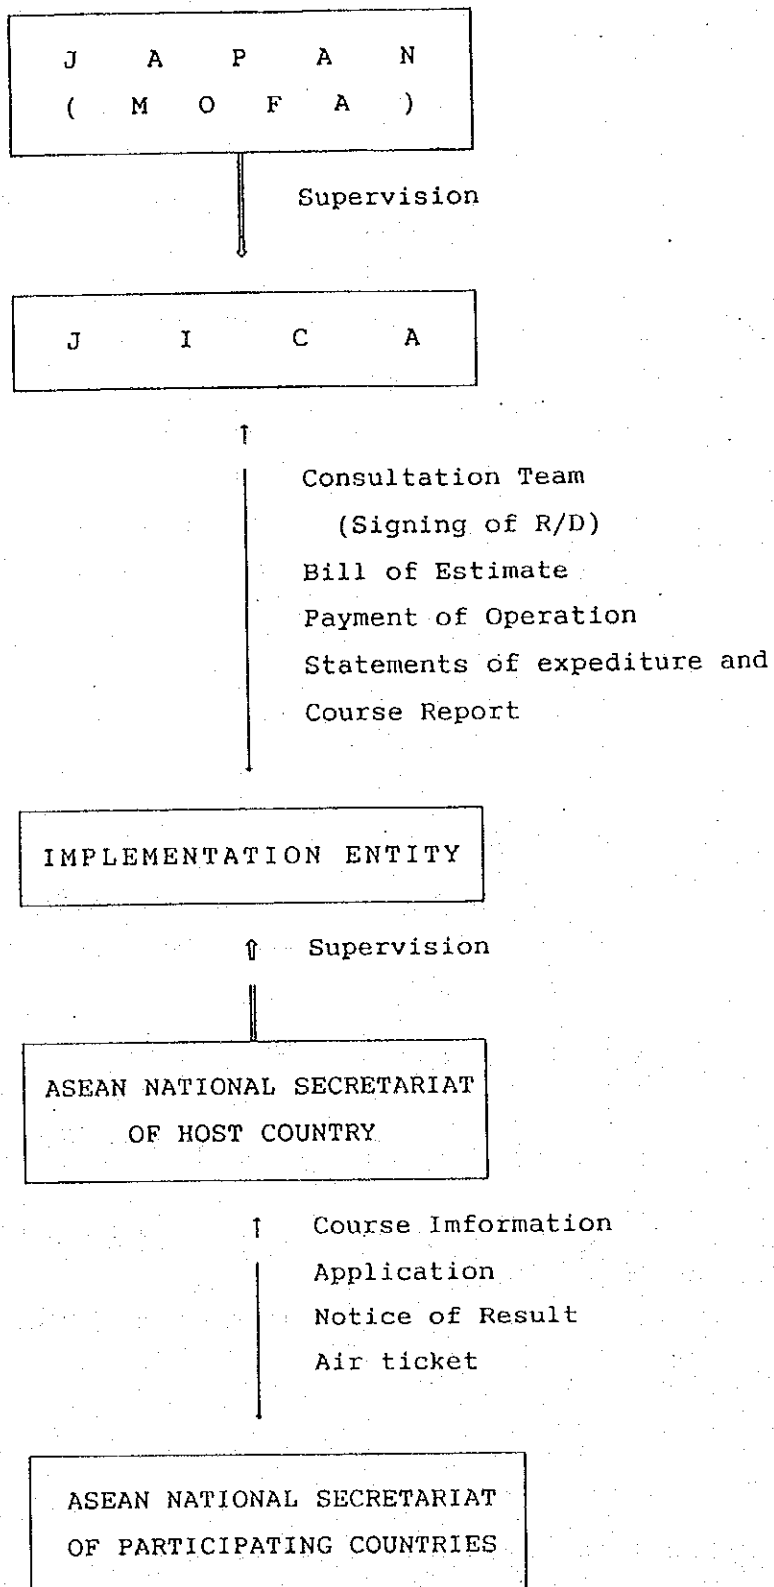 J A P A N
( M O F A )
Supervision
J I C A
Consultation Team
(Signing of R/D)
Bill of Estimate
Payment of Operation
Statements of expediture and
Course Report
IMPLEMENTATION ENTITY
Supervision
ASEAN NATIONAL SECRETARIAT
OF HOST COUNTRY
Course Imformation
Application
Notice of Result
Air ticket
ASEAN NATIONAL SECRETARIAT
OF PARTICIPATING COUNTRIES